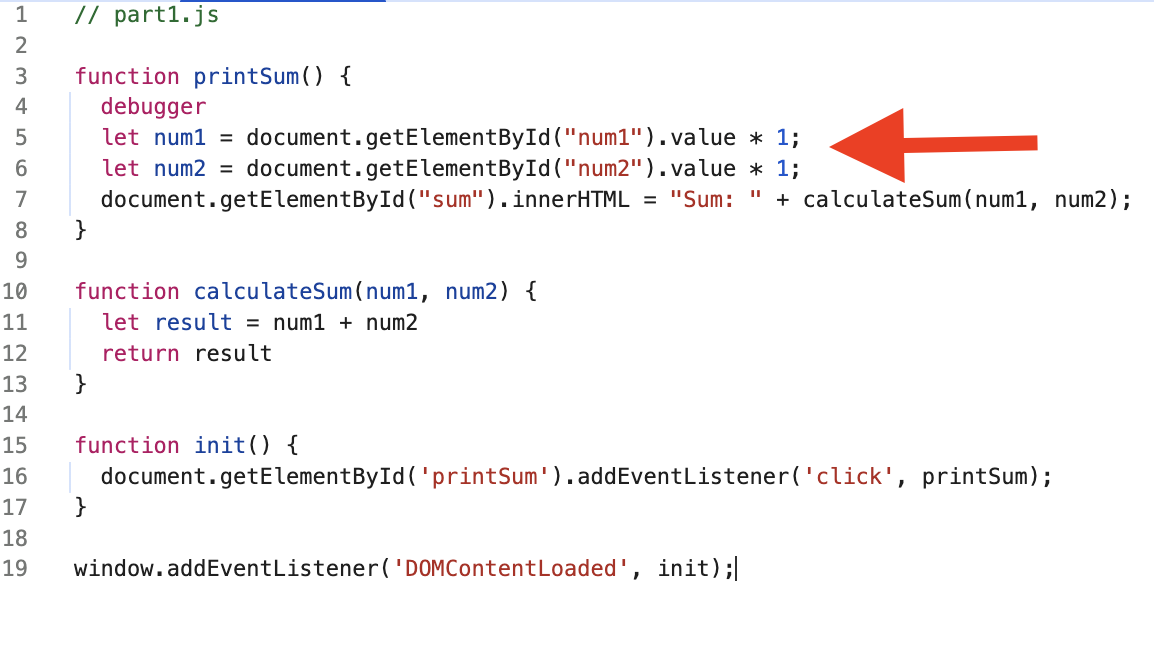 1 // part1.js
2
3 function printSum() {
4 debugger
5 let num1 = document.getElementById("num1").value * 1;
6 let num2 = document.getElementById("num2").value * 1;
7 document.getElementById("sum").innerHTML = "Sum: " + calculateSum(num1, num2);
8 }
9
10 function calculateSum(num1, num2) {
11 let result = num1 + num2
12 return result
13 }
14
15 function init() {
16 document.getElementById('printSum').addEventListener('click', printSum);
17 }
18
19 window.addEventListener('DOMContentLoaded', init);